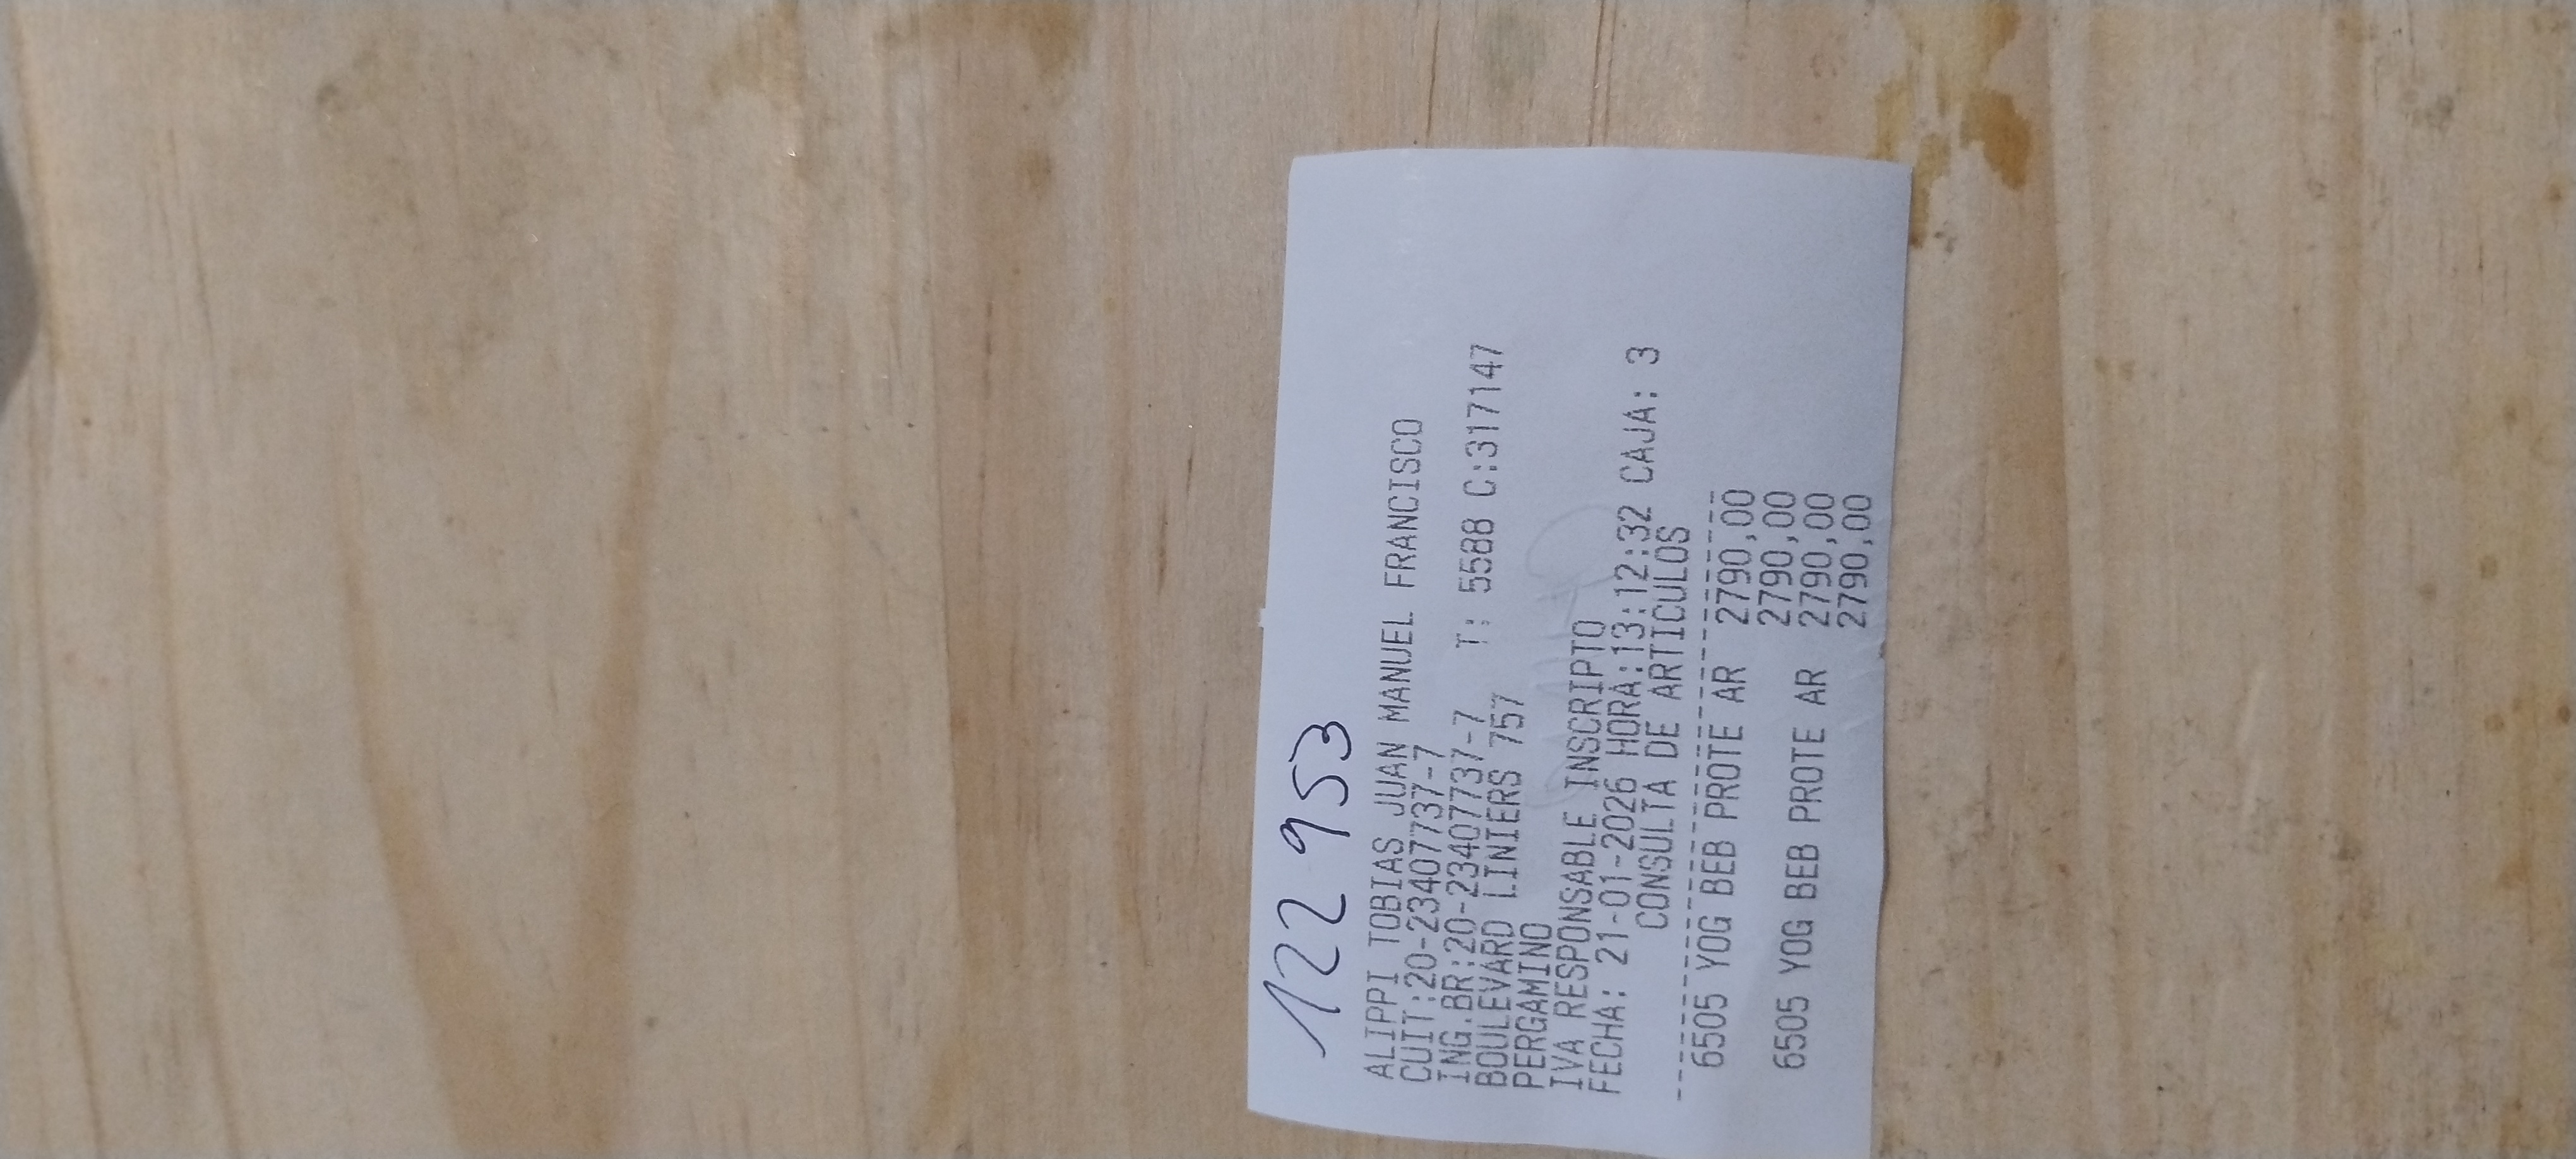 122953
ALIPPI TOBIAS JUAN MANUEL FRANCISCO
CUIT:20-23407737-7
ING.BR:20-23407737-7 T: 5588 C:317147
BOULEVARD LINIERS 757
PERGAMINO
IVA RESPONSABLE INSCRIPTO
FECHA: 21-01-2026 HORA:13:12:32 CAJA: 3
CONSULTA DE ARTICULOS
6505 YOG BEB PROTE AR 2790,00
2790,00
6505 YOG BEB PROTE AR 2790,00
2790,00